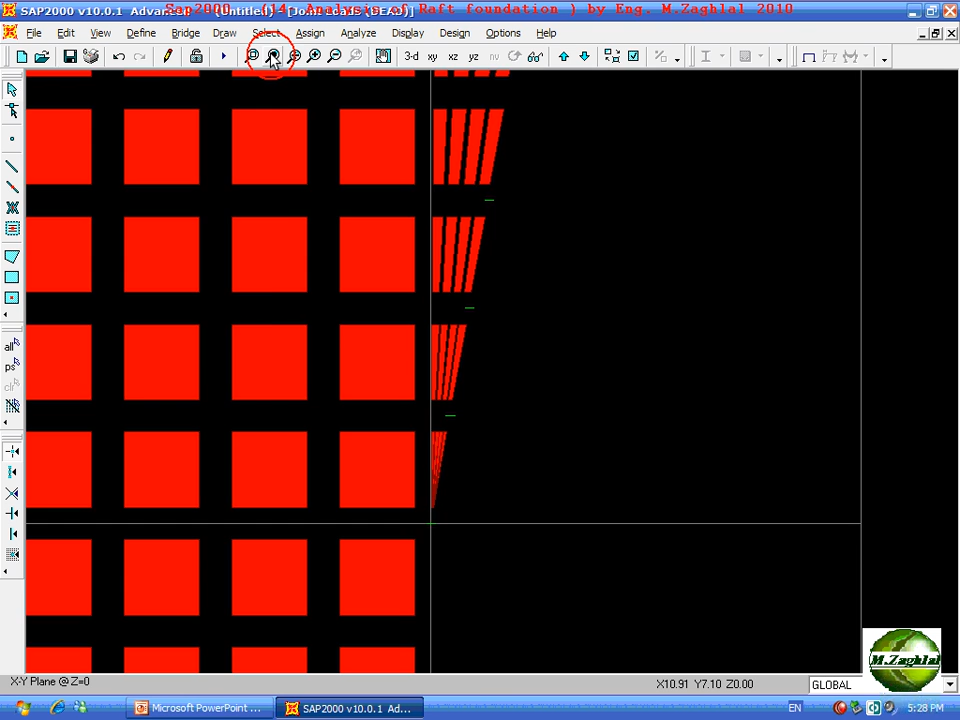 SAP2000 v10.0.1 Advanced - (Untitled) - [Joint Loads (DEAD)]
Sap2000 (14- Analysis of Raft foundation ) by Eng. M.Zaghlal 2010
File Edit View Define Bridge Draw Select Assign Analyze Display Design Options Help
3-d xy xz yz nv
all
ps
clr
M.Zaghlal
X-Y Plane @ Z=0 X10.91 Y7.10 Z0.00 GLOBAL
Microsoft PowerPoint ... SAP2000 v10.0.1 Ad... EN 5:28 PM